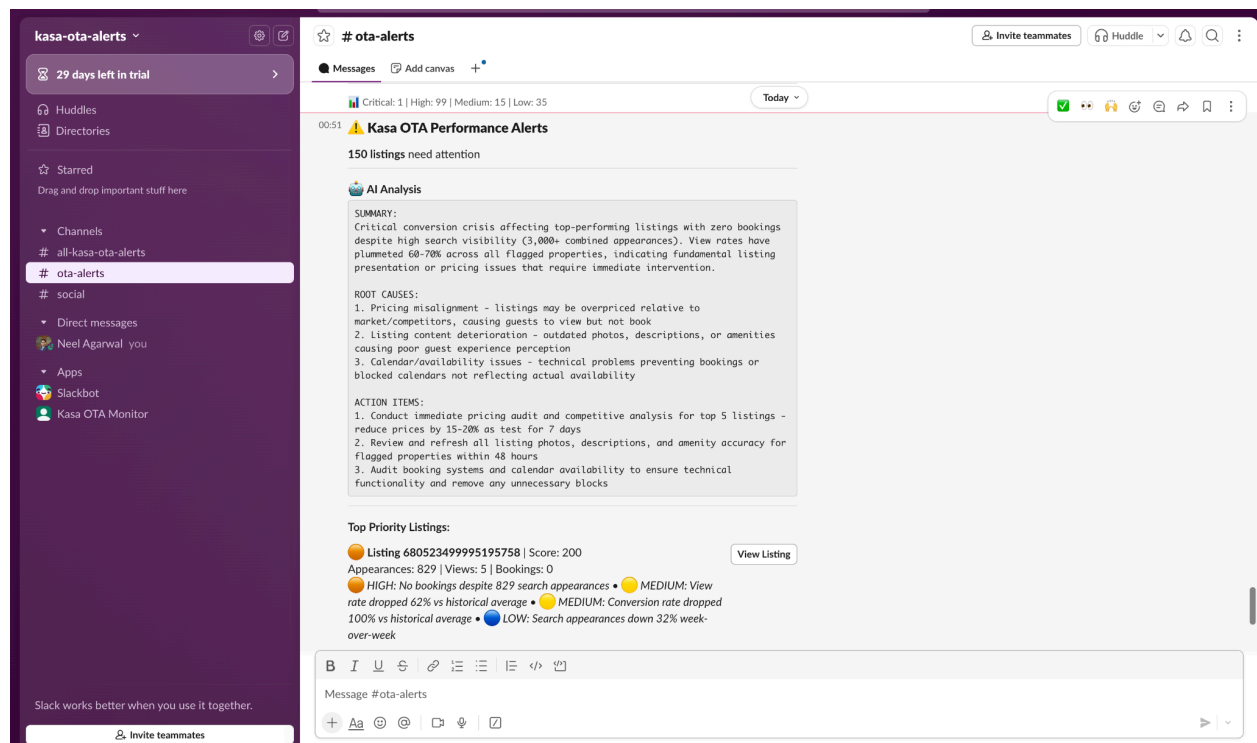 kasa-ota-alerts
29 days left in trial
Huddles
Directories
Starred
Drag and drop important stuff here
Channels
# all-kasa-ota-alerts
# ota-alerts
# social
Direct messages
Neel Agarwal you
Apps
Slackbot
Kasa OTA Monitor
Slack works better when you use it together.
Invite teammates
# ota-alerts
Invite teammates
Huddle
Messages
Add canvas
Critical: 1 | High: 99 | Medium: 15 | Low: 35
Today
00:51
Kasa OTA Performance Alerts
150 listings need attention
AI Analysis
SUMMARY:
Critical conversion crisis affecting top-performing listings with zero bookings
despite high search visibility (3,000+ combined appearances). View rates have
plummeted 60-70% across all flagged properties, indicating fundamental listing
presentation or pricing issues that require immediate intervention.
ROOT CAUSES:
1. Pricing misalignment - listings may be overpriced relative to
market/competitors, causing guests to view but not book
2. Listing content deterioration - outdated photos, descriptions, or amenities
causing poor guest experience perception
3. Calendar/availability issues - technical problems preventing bookings or
blocked calendars not reflecting actual availability
ACTION ITEMS:
1. Conduct immediate pricing audit and competitive analysis for top 5 listings -
reduce prices by 15-20% as test for 7 days
2. Review and refresh all listing photos, descriptions, and amenity accuracy for
flagged properties within 48 hours
3. Audit booking systems and calendar availability to ensure technical
functionality and remove any unnecessary blocks
Top Priority Listings:
Listing 680523499995195758 | Score: 200
View Listing
Appearances: 829 | Views: 5 | Bookings: 0
HIGH: No bookings despite 829 search appearances • MEDIUM: View
rate dropped 62% vs historical average • MEDIUM: Conversion rate dropped
100% vs historical average • LOW: Search appearances down 32% week-
over-week
B I U S
Message #ota-alerts
Aa